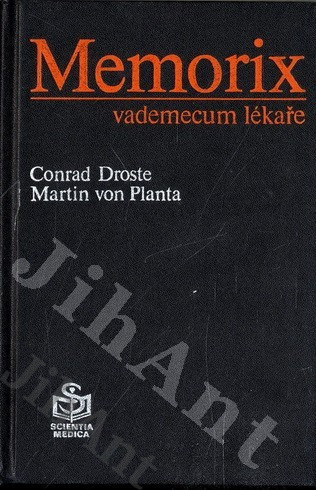 Memorix
vademecum lékaře
Conrad Droste
Martin von Planta
JihAnt
JihAnt
SCIENTIA
MEDICA